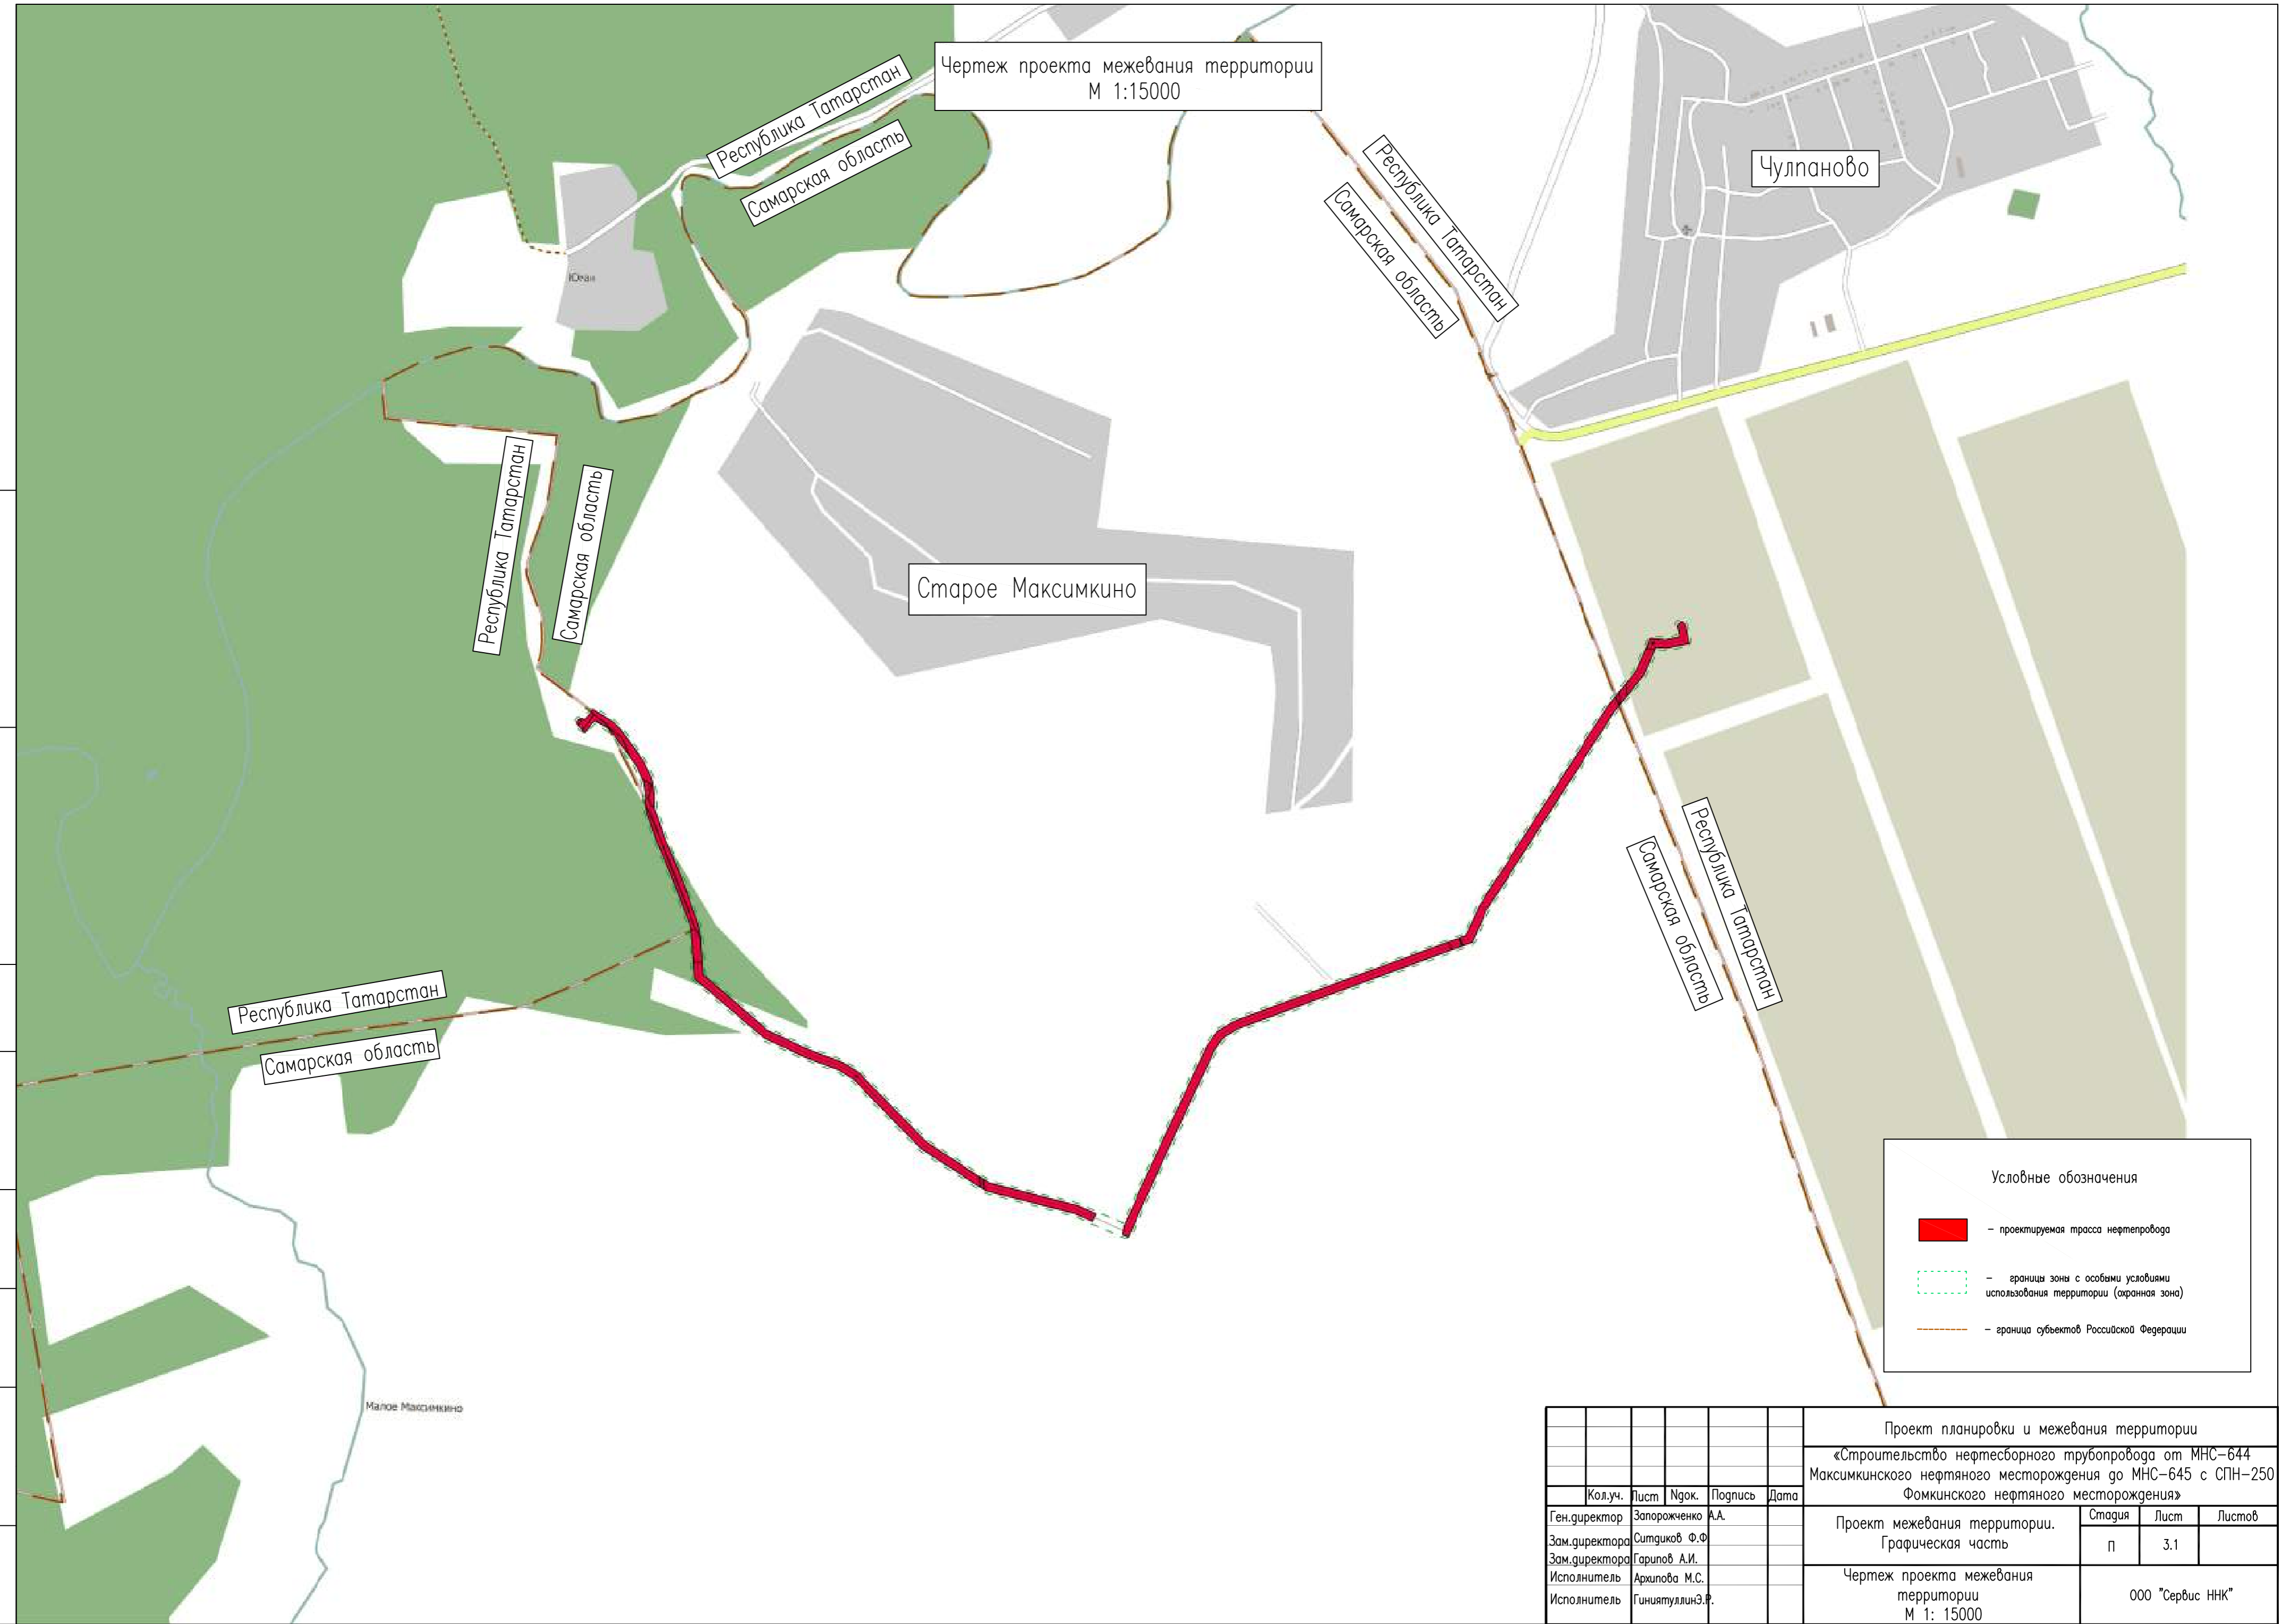 Чертеж проекта межевания территории
М 1:15000
Республика Татарстан
Самарская область
Республика Татарстан
Самарская область
Чулпаново
Республика Татарстан
Самарская область
Старое Максимкино
Республика Татарстан
Самарская область
Республика Татарстан
Самарская область
Малое Максимкино
Условные обозначения
– проектируемая трасса нефтепровода
– границы зоны с особыми условиями
использования территории (охранная зона)
– граница субъектов Российской Федерации
Проект планировки и межевания территории
«Строительство нефтесборного трубопровода от МНС–644
Максимкинского нефтяного месторождения до МНС–645 с СПН–250
Фомкинского нефтяного месторождения»
Кол.уч. Лист Nдок. Подпись Дата
Ген.директор Запорожченко А.А.
Зам.директора Ситдиков Ф.Ф
Зам.директора Гарипов А.И.
Исполнитель Архипова М.С.
Исполнитель ГиниятуллинЭ.Р.
Проект межевания территории.
Графическая часть
Стадия Лист Листов
П 3.1
Чертеж проекта межевания
территории
М 1: 15000
ООО "Сервис ННК"